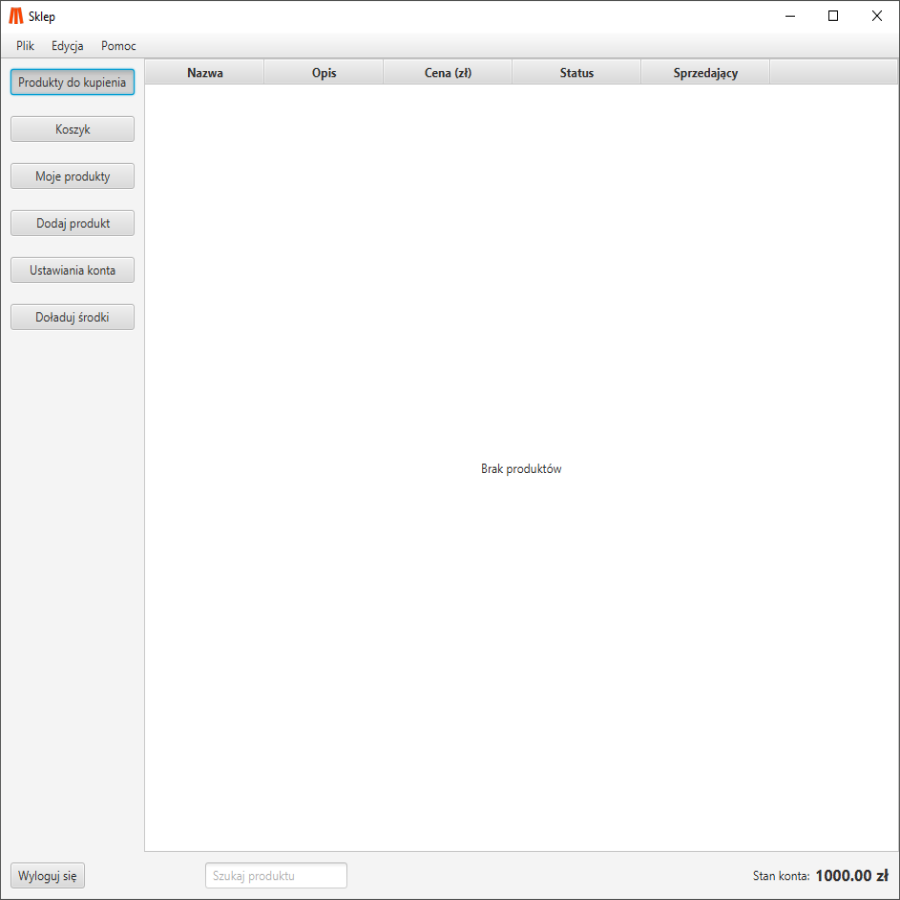 Sklep
Plik Edycja Pomoc
Produkty do kupienia
Koszyk
Moje produkty
Dodaj produkt
Ustawiania konta
Doładuj środki
Nazwa Opis Cena (zł) Status Sprzedający
Brak produktów
Wyloguj się
Szukaj produktu
Stan konta: 1000.00 zł